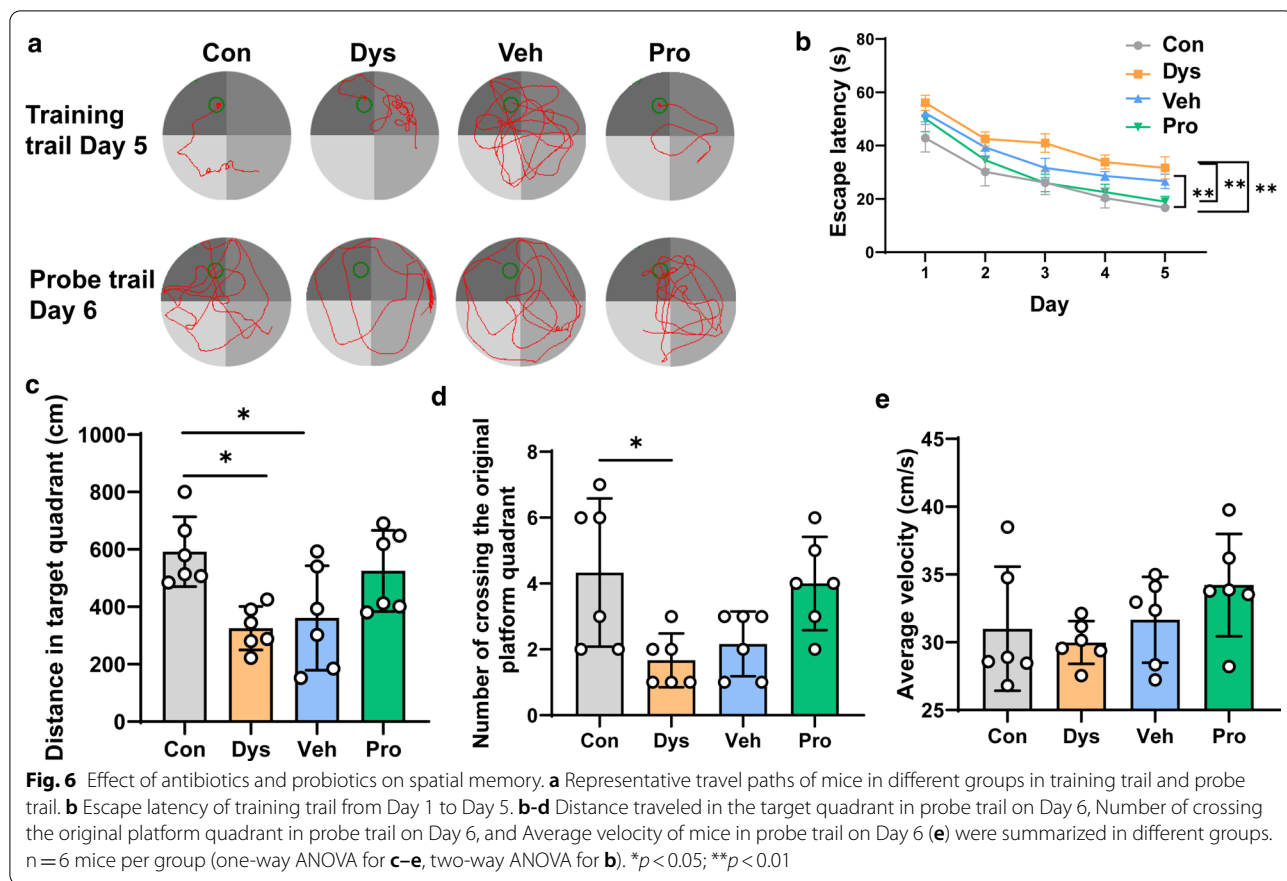 a
Con Dys Veh Pro
Training
trail Day 5
Probe trail
Day 6
b
Escape latency (s)
80
60
40
20
0
1 2 3 4 5
Day
Con
Dys
Veh
Pro
** ** **
c
Distance in target quadrant (cm)
1000
800
600
400
200
0
*
*
Con Dys Veh Pro
d
Number of crossing the original
platform quadrant
8
6
4
2
0
*
Con Dys Veh Pro
e
Average velocity (cm/s)
45
40
35
30
25
Con Dys Veh Pro
Fig. 6 Effect of antibiotics and probiotics on spatial memory. a Representative travel paths of mice in different groups in training trail and probe
trail. b Escape latency of training trail from Day 1 to Day 5. b-d Distance traveled in the target quadrant in probe trail on Day 6, Number of crossing
the original platform quadrant in probe trail on Day 6, and Average velocity of mice in probe trail on Day 6 (e) were summarized in different groups.
n = 6 mice per group (one-way ANOVA for c–e, two-way ANOVA for b). *p < 0.05; **p < 0.01